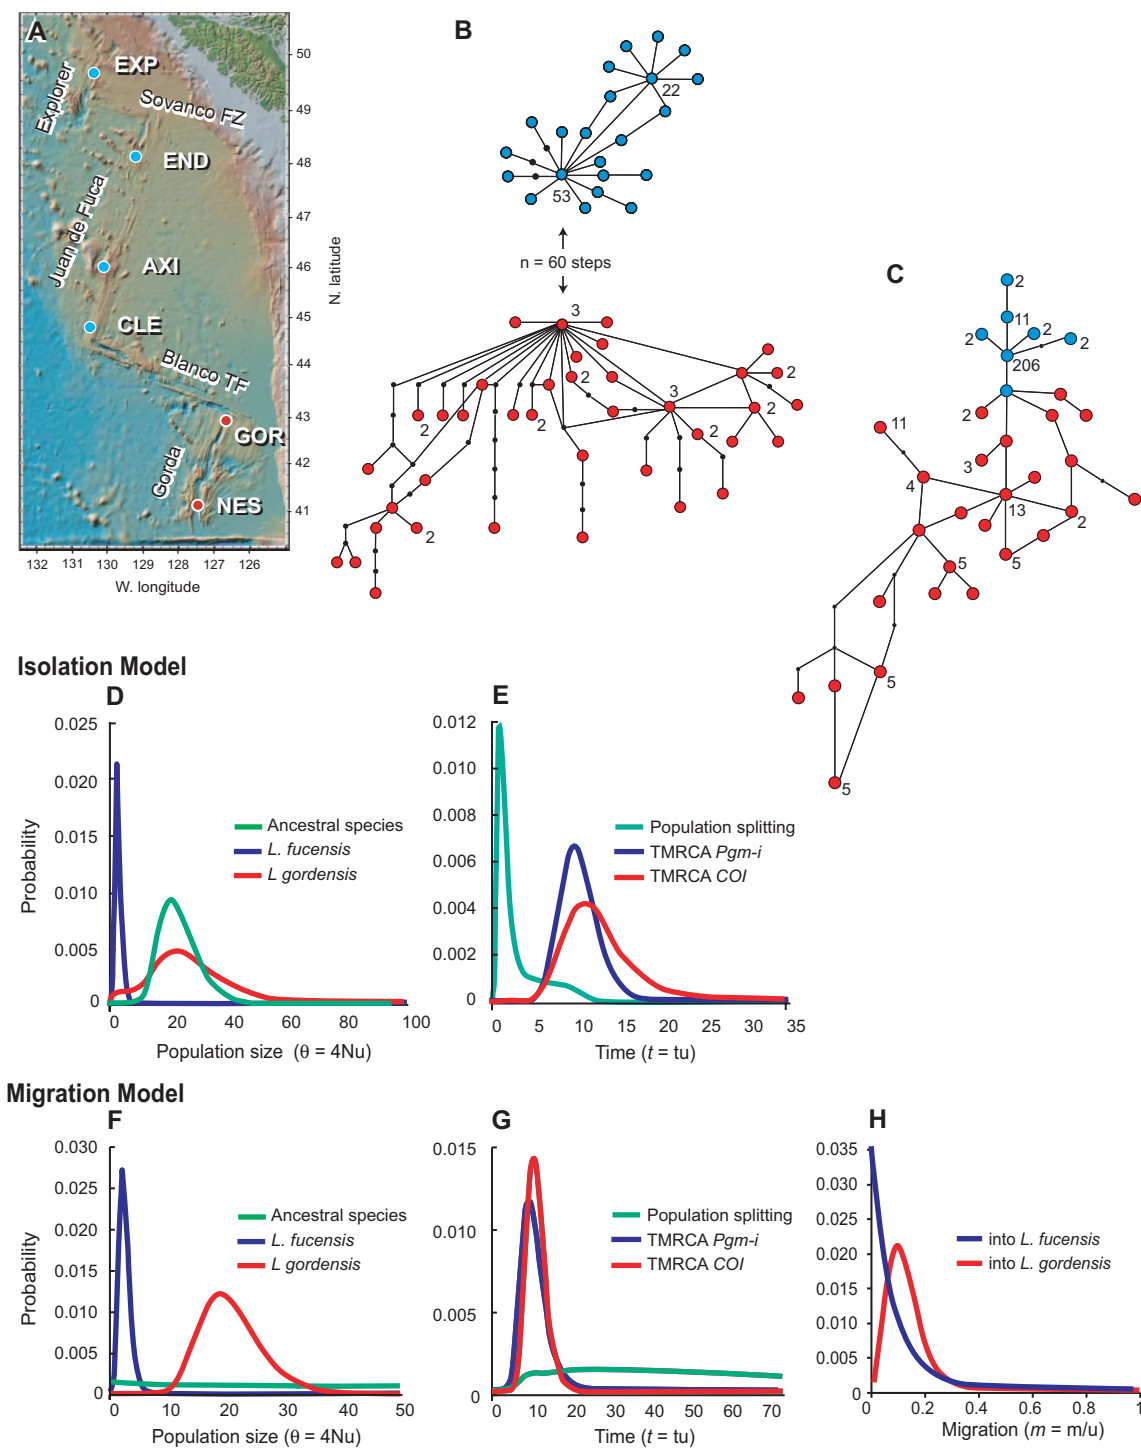 A
EXP
Explorer
Sovanco FZ
END
Juan de Fuca
AXI
CLE
Blanco TF
GOR
Gorda
NES
50
49
48
47
46
45
44
43
42
41
N. latitude
132 131 130 129 128 127 126
W. longitude
B
22
53
n = 60 steps
3
2
3
2
2
2
2
2
2
C
2
11
2
2
2
206
2
11
3
4
13
2
5
5
5
5
Isolation Model
D
0.025
0.020
0.015
0.010
0.005
0
Probability
Ancestral species
L. fucensis
L gordensis
0 20 40 60 80 100
Population size (θ = 4Nu)
E
0.012
0.010
0.008
0.006
0.004
0.002
0
Population splitting
TMRCA Pgm-i
TMRCA COI
0 5 10 15 20 25 30 35
Time (t = tu)
Migration Model
F
0.030
0.025
0.020
0.015
0.010
0.005
0
Probability
Ancestral species
L. fucensis
L gordensis
0 10 20 30 40 50
Population size (θ = 4Nu)
G
0.015
0.010
0.005
0
Population splitting
TMRCA Pgm-i
TMRCA COI
0 10 20 30 40 50 60 70
Time (t = tu)
H
0.035
0.030
0.025
0.020
0.015
0.010
0.005
0
into L. fucensis
into L. gordensis
0 0.2 0.4 0.6 0.8 1
Migration (m = m/u)